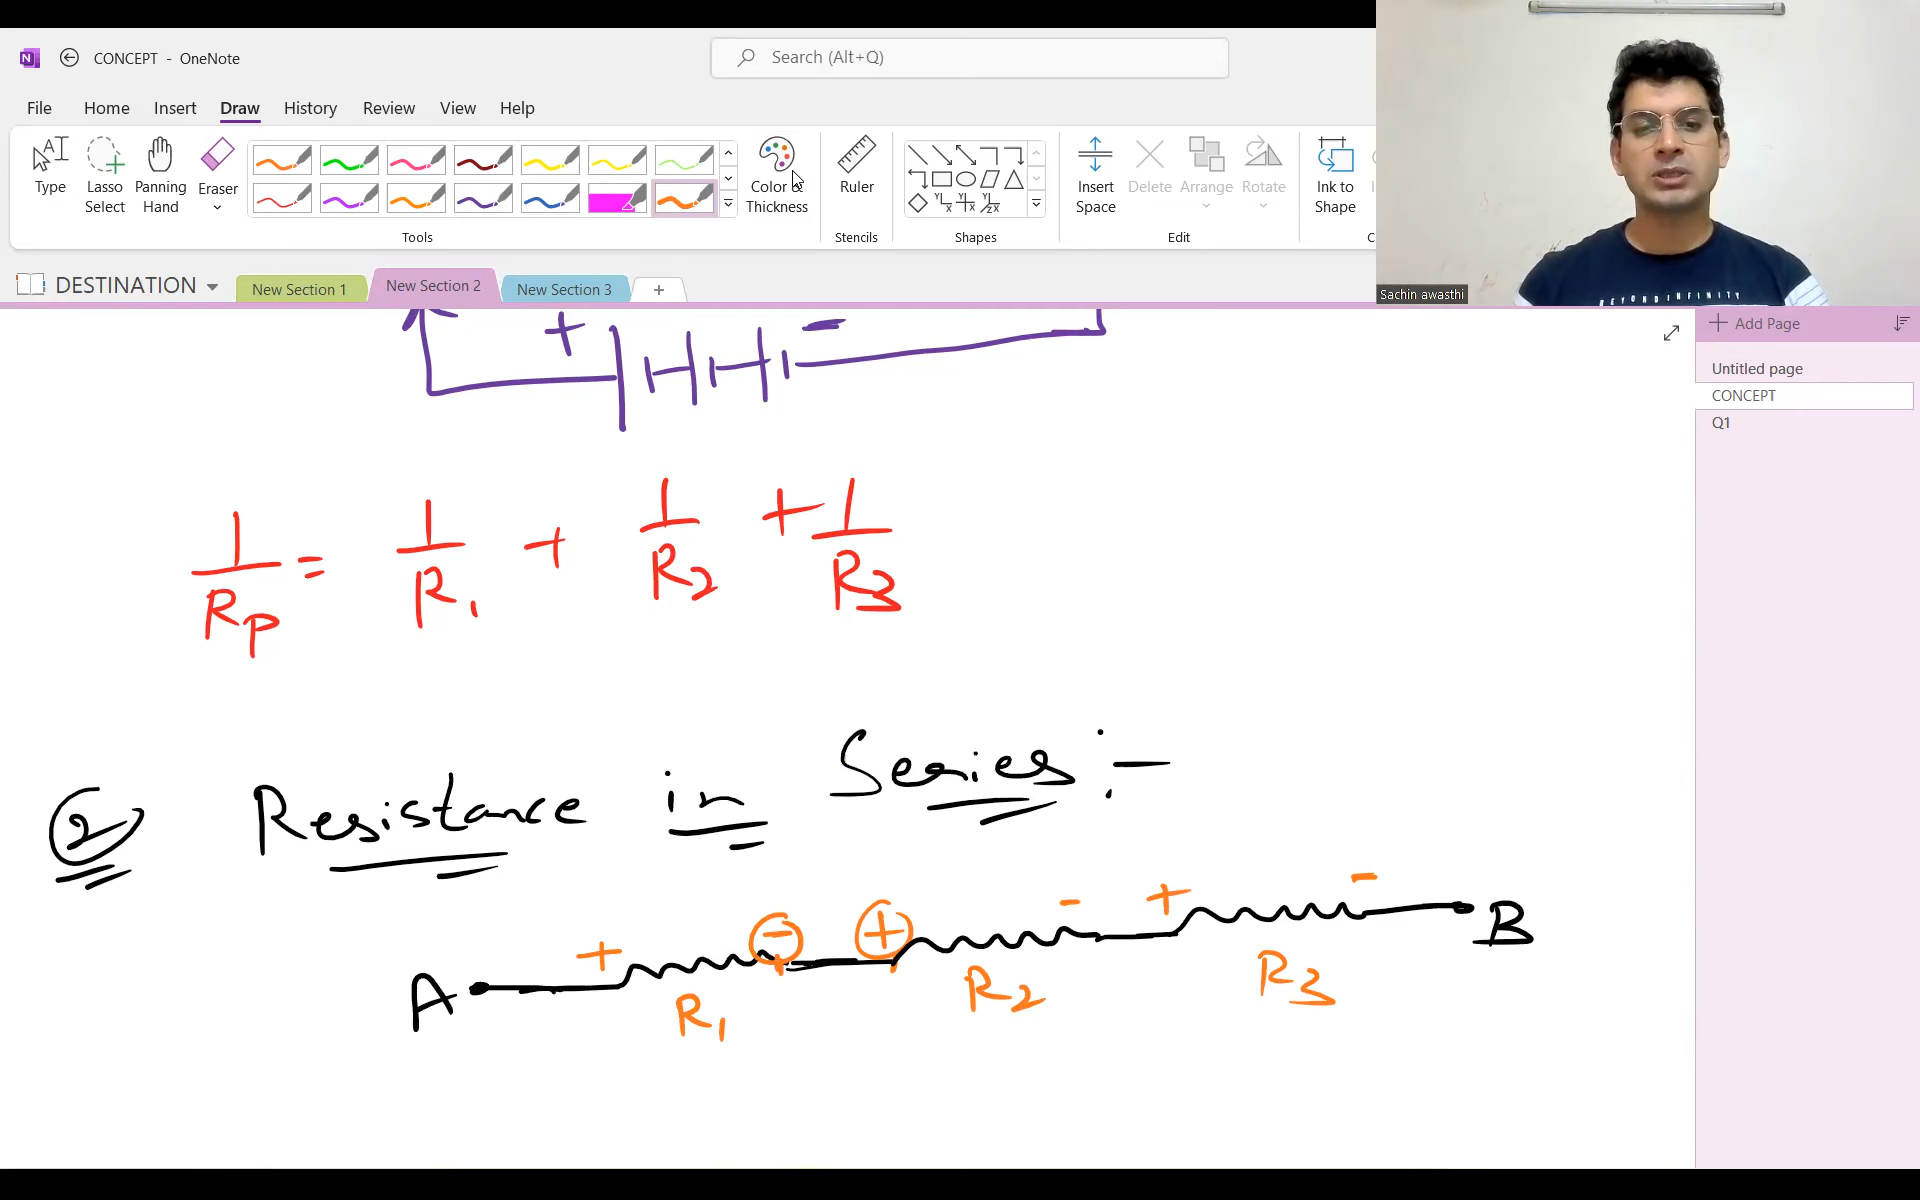 CONCEPT - OneNote
Search (Alt+Q)
File Home Insert Draw History Review View Help
Type
Lasso Select
Panning Hand
Eraser
Color & Thickness
Ruler
Insert Space
Delete
Arrange
Rotate
Ink to Shape
Tools
Stencils
Shapes
Edit
Sachin awasthi
BEYONDINFINITY
DESTINATION
New Section 1
New Section 2
New Section 3
+
Add Page
Untitled page
CONCEPT
Q1
+ -
1/Rp = 1/R1 + 1/R2 + 1/R3
2 Resistance in Series :-
+ - + - + -
A B
R1 R2 R3